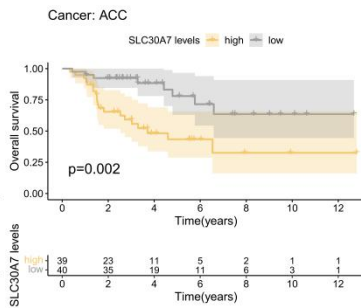 Cancer: ACC
SLC30A7 levels high low
1.00
0.75
0.50
0.25
0.00
Overall survival
p=0.002
0 2 4 6 8 10 12
Time(years)
SLC30A7 levels
high 39 23 11 5 2 1 1
low 40 35 19 11 6 3 1
0 2 4 6 8 10 12
Time(years)